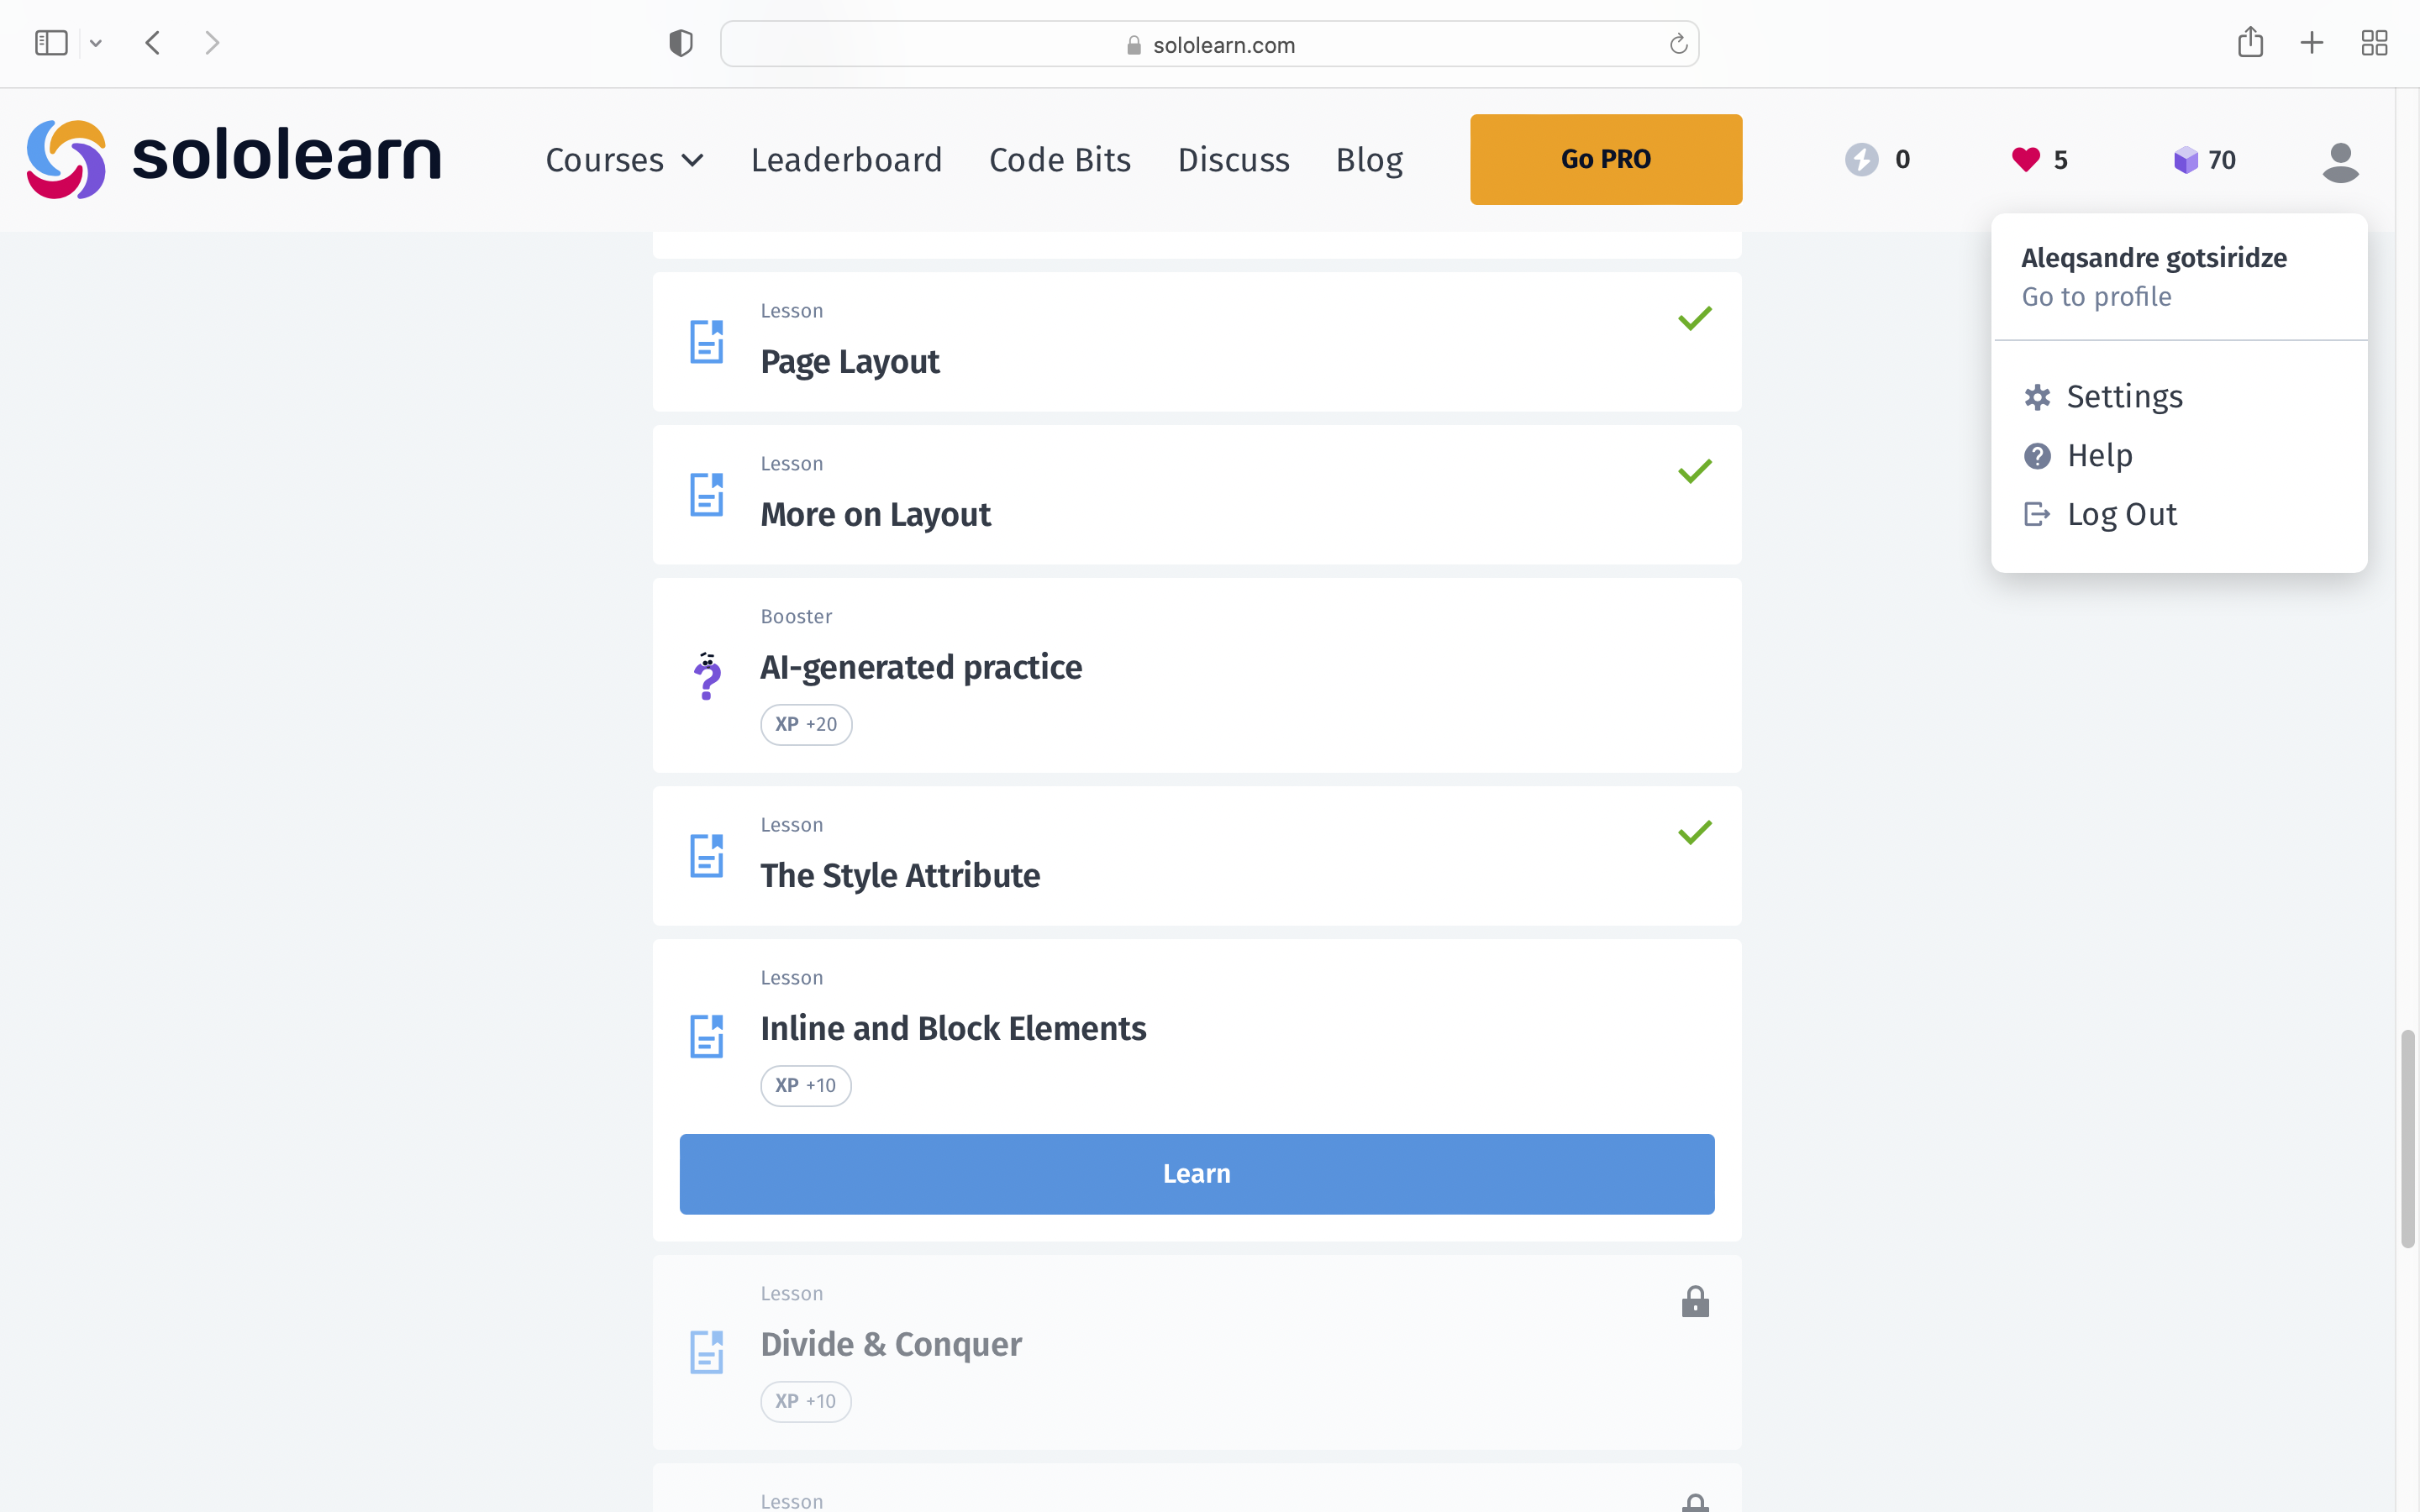 sololearn.com
sololearn
Courses
Leaderboard
Code Bits
Discuss
Blog
Go PRO
0
5
70
Aleqsandre gotsiridze
Go to profile
Settings
Help
Log Out
Lesson
Page Layout
Lesson
More on Layout
Booster
AI-generated practice
XP +20
Lesson
The Style Attribute
Lesson
Inline and Block Elements
XP +10
Learn
Lesson
Divide & Conquer
XP +10
Lesson